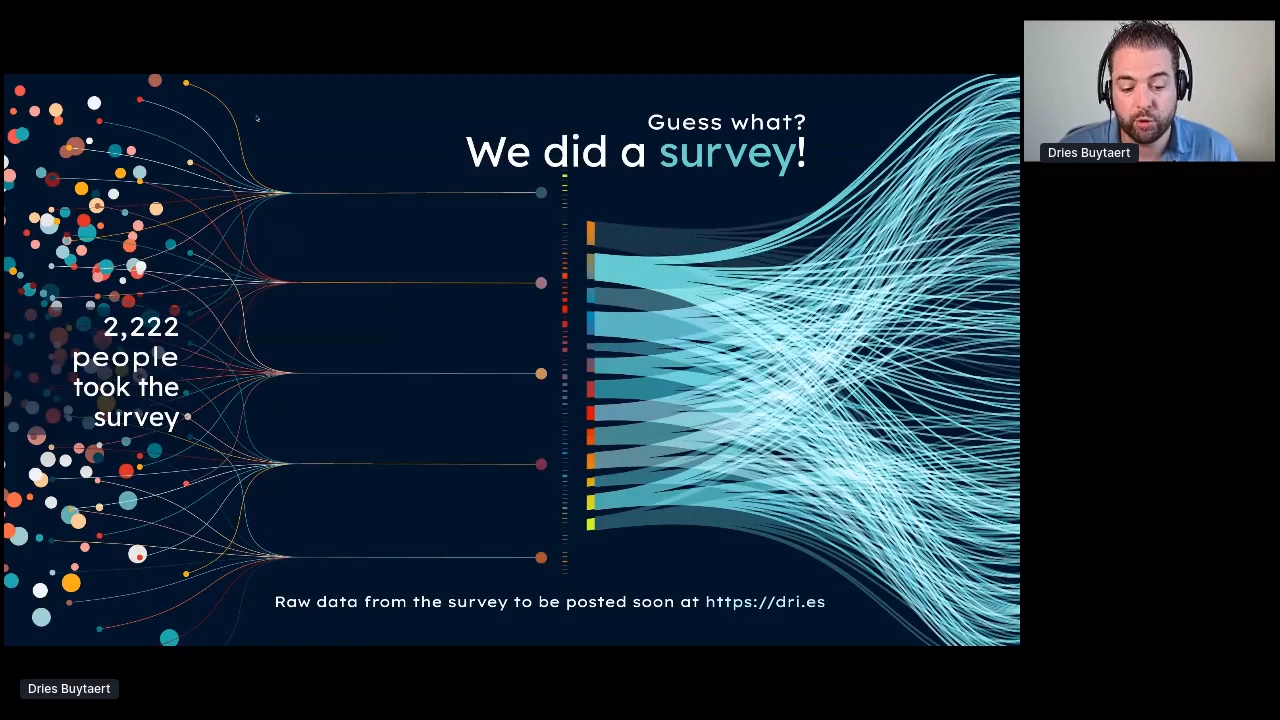 Guess what?
We did a survey!
2,222
people
took the
survey
Raw data from the survey to be posted soon at https://dri.es
Dries Buytaert
Dries Buytaert